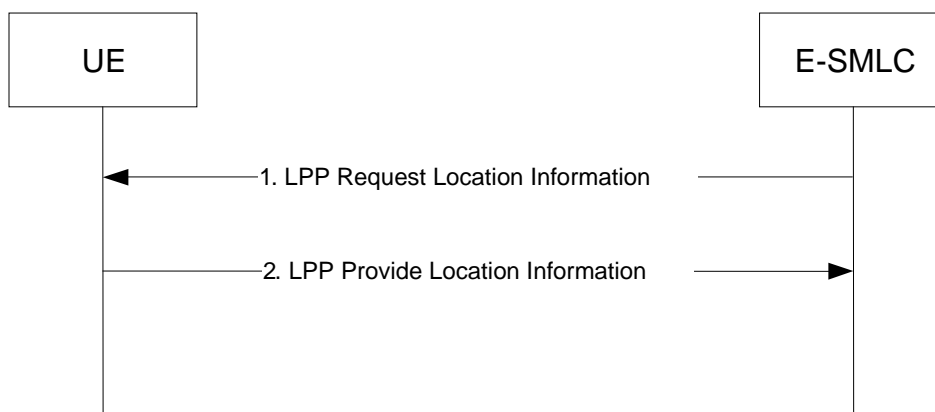 UE
E-SMLC
1. LPP Request Location Information
2. LPP Provide Location Information